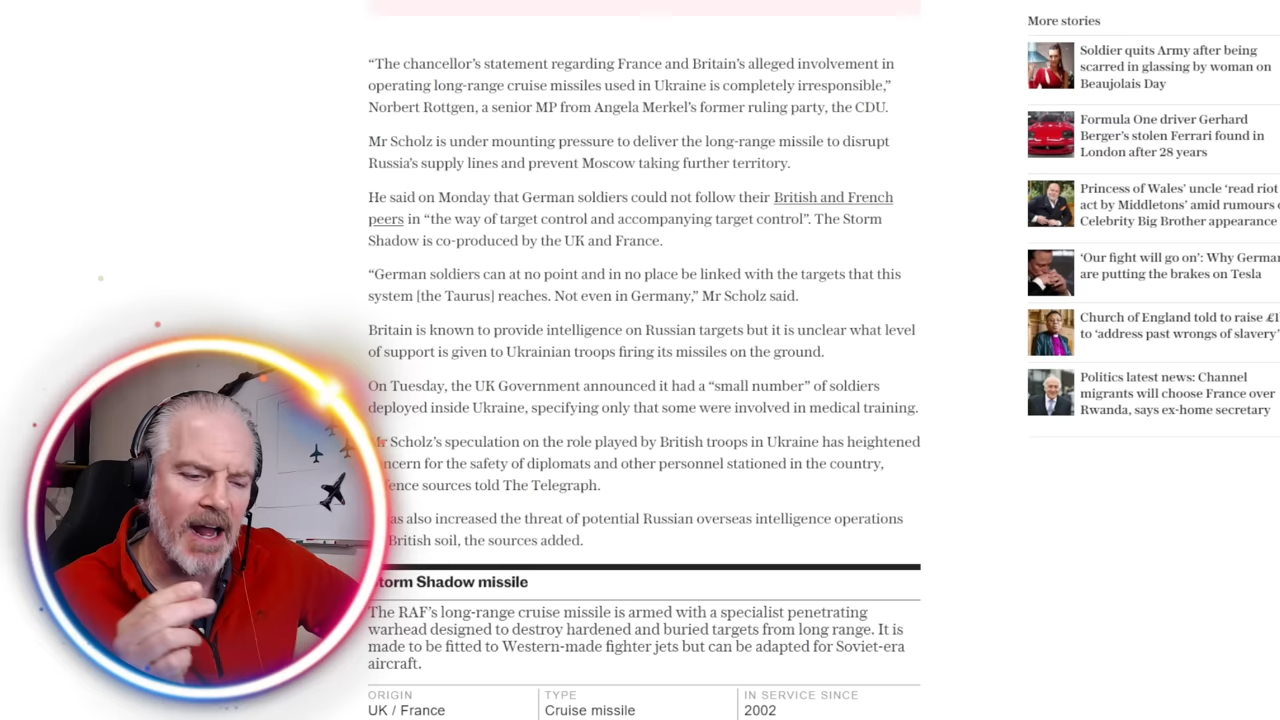 “The chancellor’s statement regarding France and Britain’s alleged involvement in
operating long-range cruise missiles used in Ukraine is completely irresponsible,”
Norbert Rottgen, a senior MP from Angela Merkel’s former ruling party, the CDU.
Mr Scholz is under mounting pressure to deliver the long-range missile to disrupt
Russia’s supply lines and prevent Moscow taking further territory.
He said on Monday that German soldiers could not follow their British and French
peers in “the way of target control and accompanying target control”. The Storm
Shadow is co-produced by the UK and France.
“German soldiers can at no point and in no place be linked with the targets that this
system [the Taurus] reaches. Not even in Germany,” Mr Scholz said.
Britain is known to provide intelligence on Russian targets but it is unclear what level
of support is given to Ukrainian troops firing its missiles on the ground.
On Tuesday, the UK Government announced it had a “small number” of soldiers
deployed inside Ukraine, specifying only that some were involved in medical training.
Mr Scholz’s speculation on the role played by British troops in Ukraine has heightened
ncern for the safety of diplomats and other personnel stationed in the country,
fence sources told The Telegraph.
as also increased the threat of potential Russian overseas intelligence operations
British soil, the sources added.
Storm Shadow missile
The RAF’s long-range cruise missile is armed with a specialist penetrating
warhead designed to destroy hardened and buried targets from long range. It is
made to be fitted to Western-made fighter jets but can be adapted for Soviet-era
aircraft.
ORIGIN
UK / France
TYPE
Cruise missile
IN SERVICE SINCE
2002
More stories
Soldier quits Army after being
scarred in glassing by woman on
Beaujolais Day
Formula One driver Gerhard
Berger’s stolen Ferrari found in
London after 28 years
Princess of Wales’ uncle ‘read riot
act by Middletons’ amid rumours
Celebrity Big Brother appearance
‘Our fight will go on’: Why German
are putting the brakes on Tesla
Church of England told to raise
to ‘address past wrongs of slavery’
Politics latest news: Channel
migrants will choose France over
Rwanda, says ex-home secretary